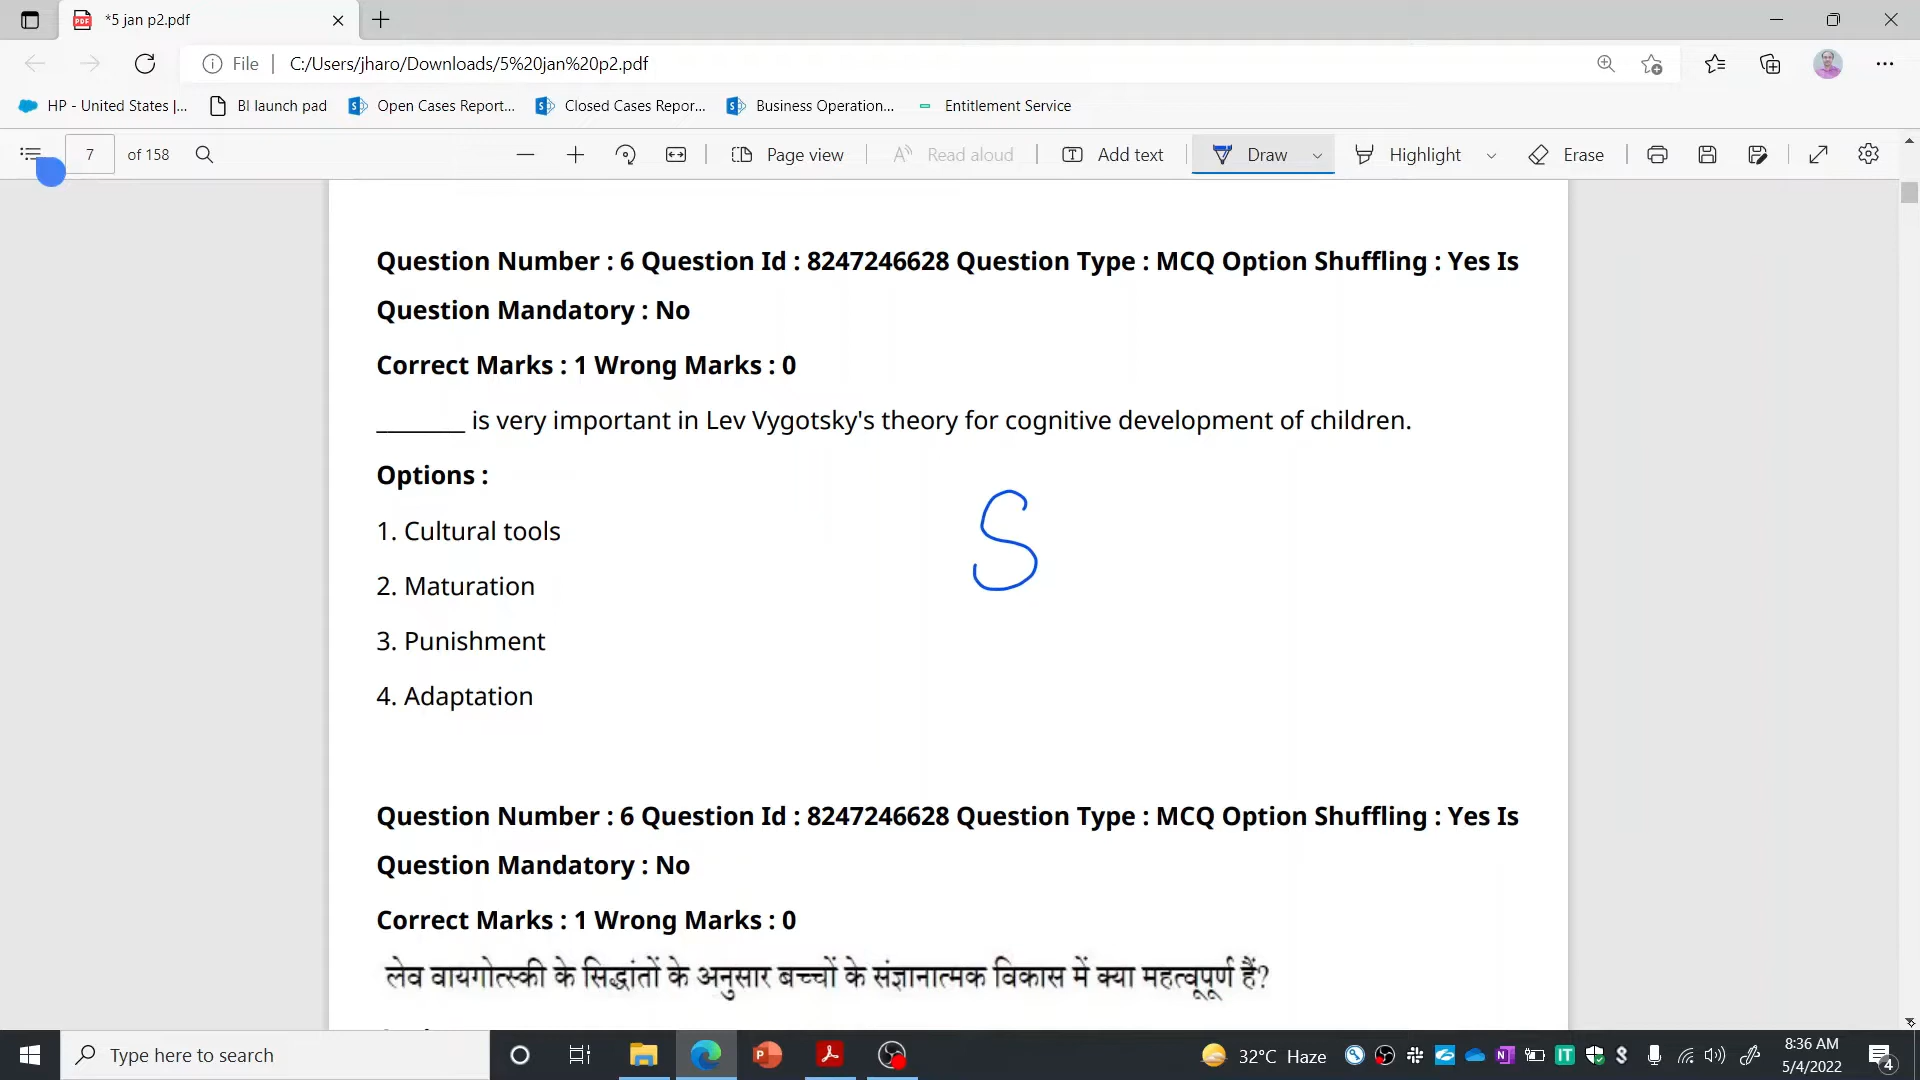 *5 jan p2.pdf
File
C:/Users/jharo/Downloads/5%20jan%20p2.pdf
HP - United States |...
BI launch pad
Open Cases Report...
Closed Cases Repor...
Business Operation...
Entitlement Service
7 of 158
Page view
Read aloud
Add text
Draw
Highlight
Erase
Question Number : 6 Question Id : 8247246628 Question Type : MCQ Option Shuffling : Yes Is
Question Mandatory : No
Correct Marks : 1 Wrong Marks : 0
_______ is very important in Lev Vygotsky's theory for cognitive development of children.
Options :
1. Cultural tools
S
2. Maturation
3. Punishment
4. Adaptation
Question Number : 6 Question Id : 8247246628 Question Type : MCQ Option Shuffling : Yes Is
Question Mandatory : No
Correct Marks : 1 Wrong Marks : 0
लेव वायगोत्स्की के सिद्धांतों के अनुसार बच्चों के संज्ञानात्मक विकास में क्या महत्वूपूर्ण हैं?
Type here to search
32°C Haze
8:36 AM
5/4/2022
4